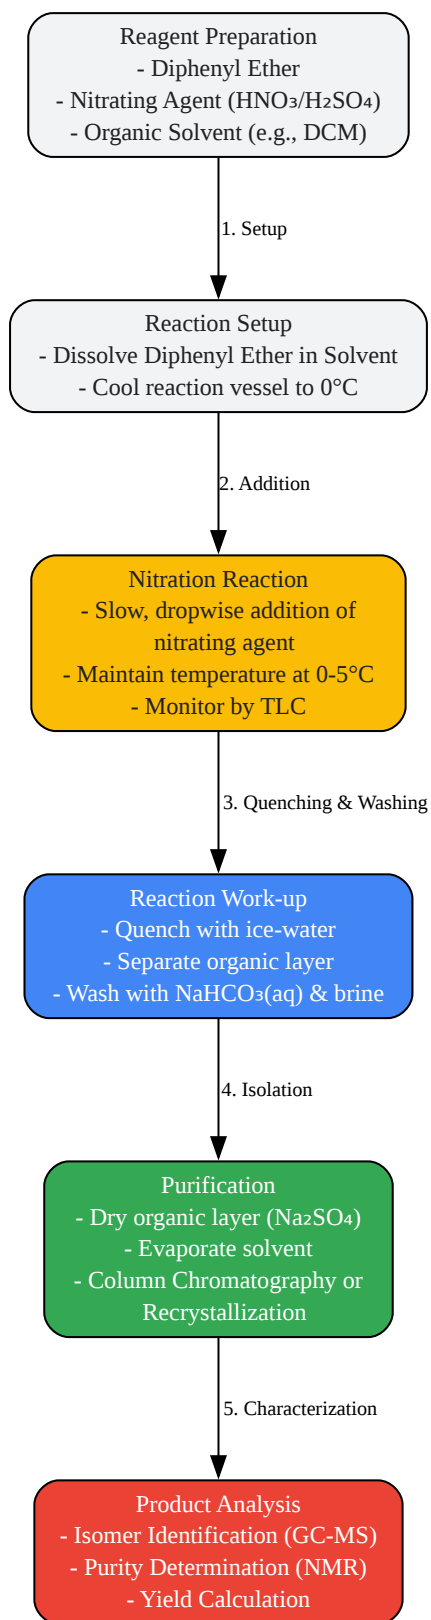 Reagent Preparation
- Diphenyl Ether
- Nitrating Agent (HNO₃/H₂SO₄)
- Organic Solvent (e.g., DCM)
1. Setup
Reaction Setup
- Dissolve Diphenyl Ether in Solvent
- Cool reaction vessel to 0°C
2. Addition
Nitration Reaction
- Slow, dropwise addition of
nitrating agent
- Maintain temperature at 0-5°C
- Monitor by TLC
3. Quenching & Washing
Reaction Work-up
- Quench with ice-water
- Separate organic layer
- Wash with NaHCO₃(aq) & brine
4. Isolation
Purification
- Dry organic layer (Na₂SO₄)
- Evaporate solvent
- Column Chromatography or
Recrystallization
5. Characterization
Product Analysis
- Isomer Identification (GC-MS)
- Purity Determination (NMR)
- Yield Calculation